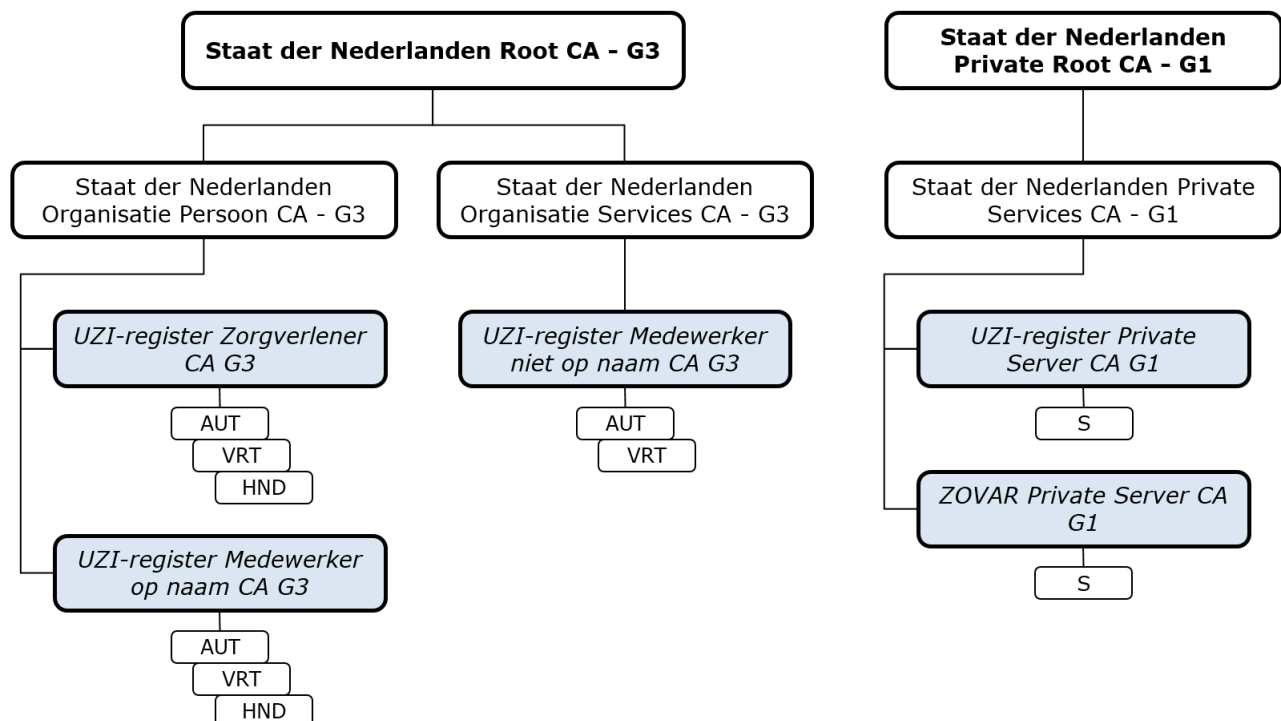 Staat der Nederlanden Root CA - G3
Staat der Nederlanden
Private Root CA - G1
Staat der Nederlanden
Organisatie Persoon CA - G3
Staat der Nederlanden
Organisatie Services CA - G3
Staat der Nederlanden Private
Services CA - G1
UZI-register Zorgverlener
CA G3
AUT
VRT
HND
UZI-register Medewerker
op naam CA G3
AUT
VRT
HND
UZI-register Medewerker
niet op naam CA G3
AUT
VRT
UZI-register Private
Server CA G1
S
ZOVAR Private Server CA
G1
S